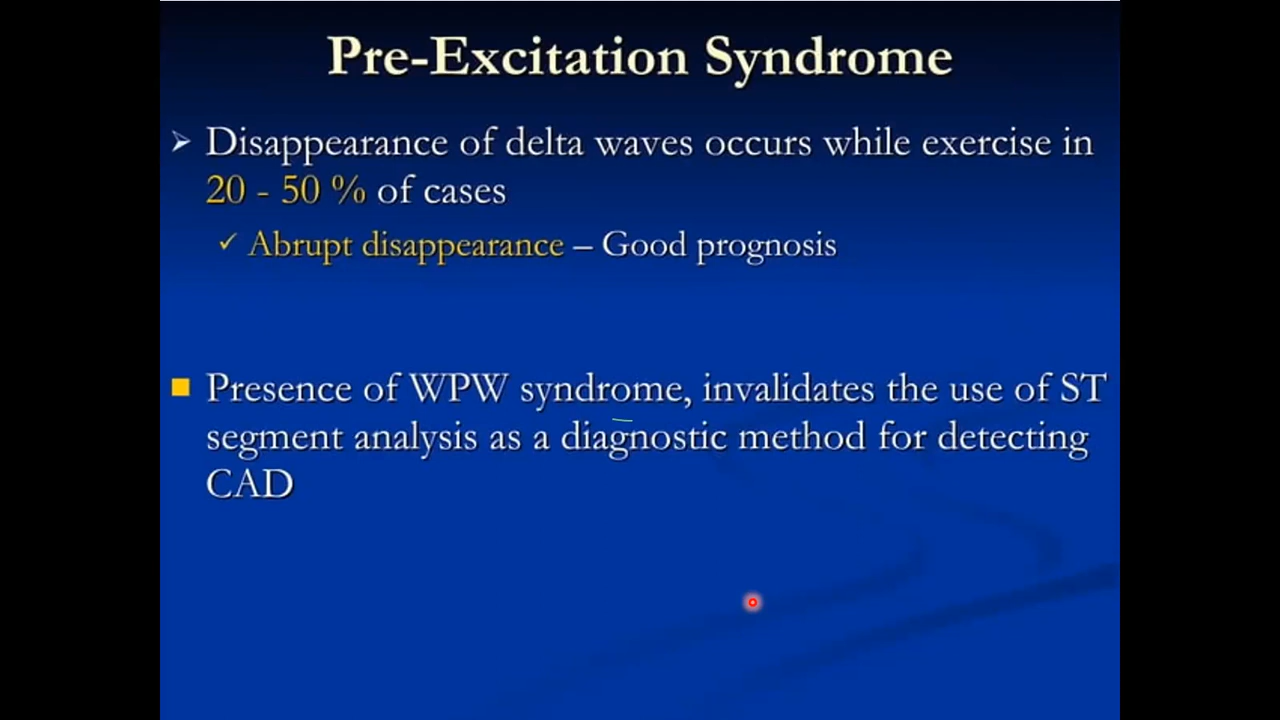 Pre-Excitation Syndrome
Disappearance of delta waves occurs while exercise in
20 - 50 % of cases
Abrupt disappearance – Good prognosis
Presence of WPW syndrome, invalidates the use of ST
segment analysis as a diagnostic method for detecting
CAD